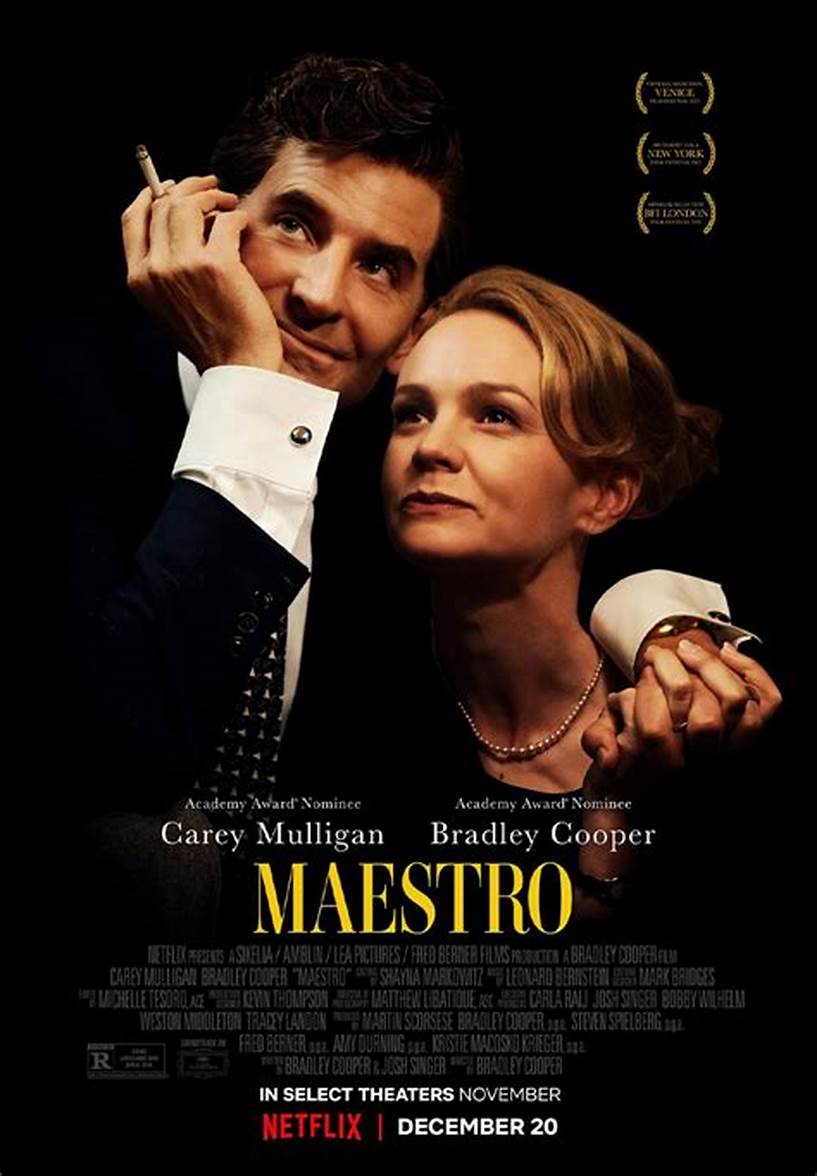 VENICE
NEW YORK
BFI LONDON
Academy Award® Nominee Academy Award® Nominee
Carey Mulligan Bradley Cooper
MAESTRO
NETFLIX PRESENTS A SIKELIA / AMBLIN / LEA PICTURES / FRED BERNER FILMS PRODUCTION A BRADLEY COOPER FILM
CAREY MULLIGAN BRADLEY COOPER "MAESTRO" SHAYNA MARKOWITZ LEONARD BERNSTEIN MARK BRIDGES
MICHELLE TESORO, ACE KEVIN THOMPSON MATTHEW LIBATIQUE, ASC CARLA RAIJ JOSH SINGER BOBBY WILHELM
WESTON MIDDLETON TRACEY LANDON MARTIN SCORSESE BRADLEY COOPER, p.g.a. STEVEN SPIELBERG p.g.a.
FRED BERNER p.g.a. AMY DURNING p.g.a. KRISTIE MACOSKO KRIEGER p.g.a.
R
BRADLEY COOPER & JOSH SINGER BRADLEY COOPER
IN SELECT THEATERS NOVEMBER
NETFLIX | DECEMBER 20